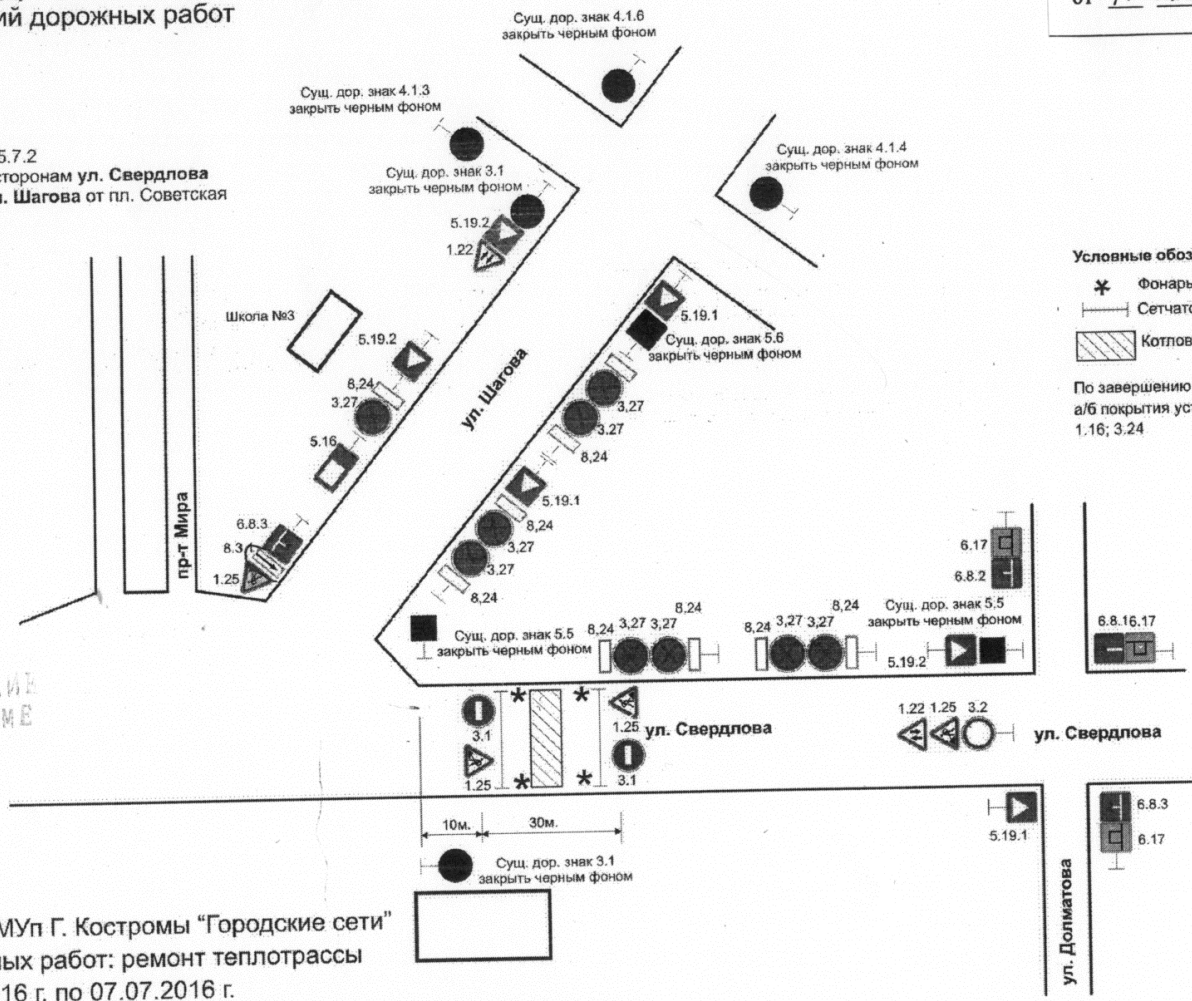 ий дорожных работ
Сущ. дор. знак 4.1.6
закрыть черным фоном
Сущ. дор. знак 4.1.3
закрыть черным фоном
Сущ. дор. знак 4.1.4
закрыть черным фоном
5.7.2
сторонам ул. Свердлова
Шагова от пл. Советская
Сущ. дор. знак 3.1
закрыть черным фоном
5.19.2
1.22
Условные обоз
Фонарь
Сетчато
Котлов
По завершению
а/б покрытия уст
1.16; 3.24
Школа №3
5.19.2
8,24
3,27
5.16
6.8.3
8.3
1.25
пр-т Мира
ул. Шагова
5.19.1
Сущ. дор. знак 5.6
закрыть черным фоном
3,27
3.27
8,24
5.19.1
8,24
3,27
3.27
8,24
6.17
6.8.2
Сущ. дор. знак 5.5
закрыть черным фоном
8,24
3,27 3,27
8,24
8,24
3,27 3,27
8,24
Сущ. дор. знак 5.5
закрыть черным фоном
5.19.2
6.8.16.17
3.1
1.25
1.25
3.1
ул. Свердлова
1.22 1.25 3.2
ул. Свердлова
10м.
30м.
5.19.1
6.8.3
6.17
Сущ. дор. знак 3.1
закрыть черным фоном
ул. Долматова
МУп Г. Костромы “Городские сети”
ых работ: ремонт теплотрассы
16 г. по 07.07.2016 г.